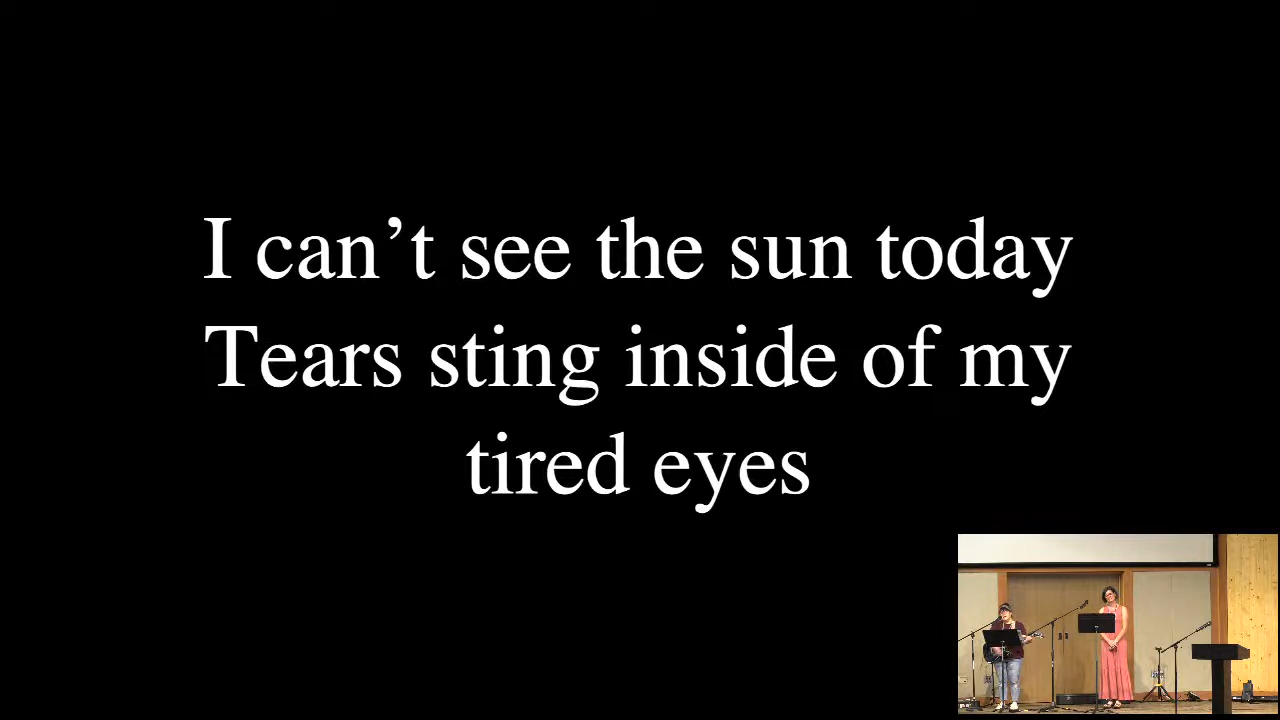 I can’t see the sun today
Tears sting inside of my
tired eyes